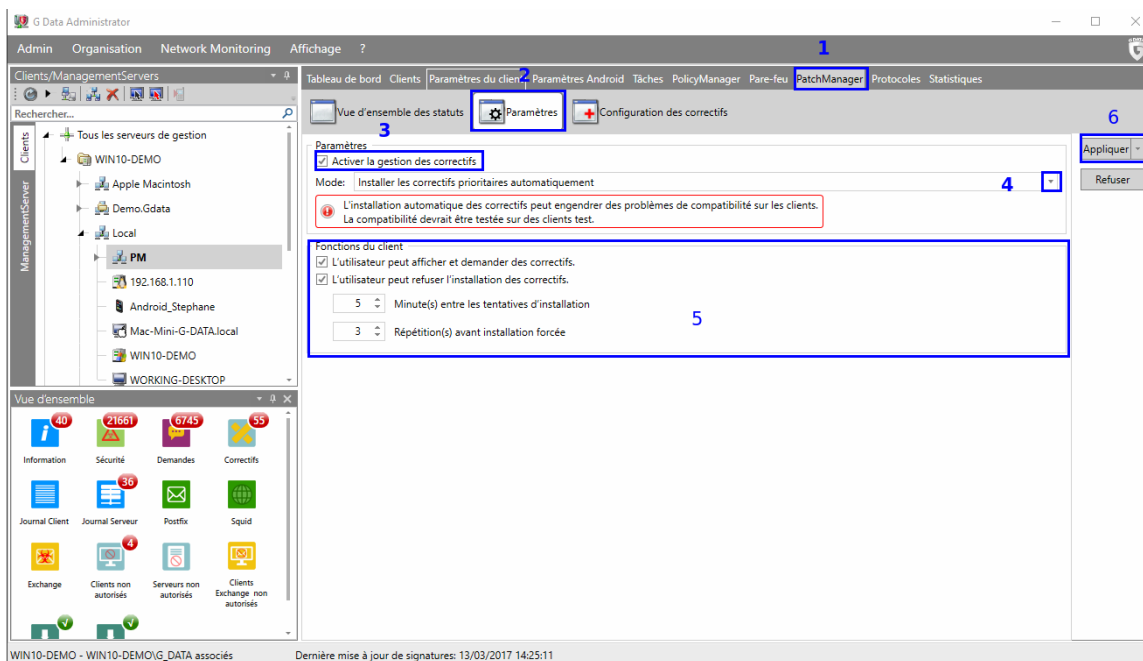 G Data Administrator
Admin Organisation Network Monitoring Affichage ?
1
Clients/ManagementServers
2
Tableau de bord Clients Paramètres du client Paramètres Android Tâches PolicyManager Pare-feu PatchManager Protocoles Statistiques
Rechercher...
Vue d'ensemble des statuts Paramètres Configuration des correctifs
3
6
Clients
ManagementServer
Tous les serveurs de gestion
WIN10-DEMO
Apple Macintosh
Demo.Gdata
Local
PM
192.168.1.110
Android_Stephane
Mac-Mini-G-DATA.local
WIN10-DEMO
WORKING-DESKTOP
Paramètres
Activer la gestion des correctifs
Mode: Installer les correctifs prioritaires automatiquement
4
L'installation automatique des correctifs peut engendrer des problèmes de compatibilité sur les clients.
La compatibilité devrait être testée sur des clients test.
Fonctions du client
L'utilisateur peut afficher et demander des correctifs.
L'utilisateur peut refuser l'installation des correctifs.
5 Minute(s) entre les tentatives d'installation
3 Répétition(s) avant installation forcée
5
Appliquer
Refuser
Vue d'ensemble
40
21661
6745
55
Information Sécurité Demandes Correctifs
36
Journal Client Journal Serveur Postfix Squid
4
Exchange Clients non autorisés Serveurs non autorisés Clients Exchange non autorisés
WIN10-DEMO - WIN10-DEMO\G_DATA associés Dernière mise à jour de signatures: 13/03/2017 14:25:11